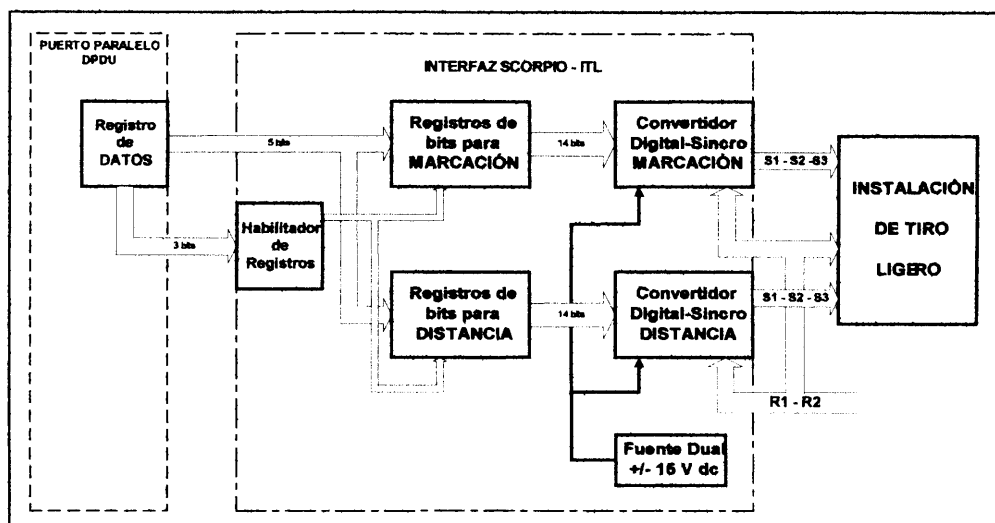 PUERTO PARALELO
DPDU
INTERFAZ SCORPIO - ITL
Registro
de
DATOS
5 bits
Registros de
bits para
MARCACIÓN
14 bits
Convertidor
Digital-Sincro
MARCACIÓN
S1 - S2 -S3
INSTALACIÓN
DE TIRO
LIGERO
3 bits
Habilitador
de
Registros
Registros de
bits para
DISTANCIA
14 bits
Convertidor
Digital-Sincro
DISTANCIA
S1 - S2 - S3
R1 - R2
Fuente Dual
+/- 15 V dc